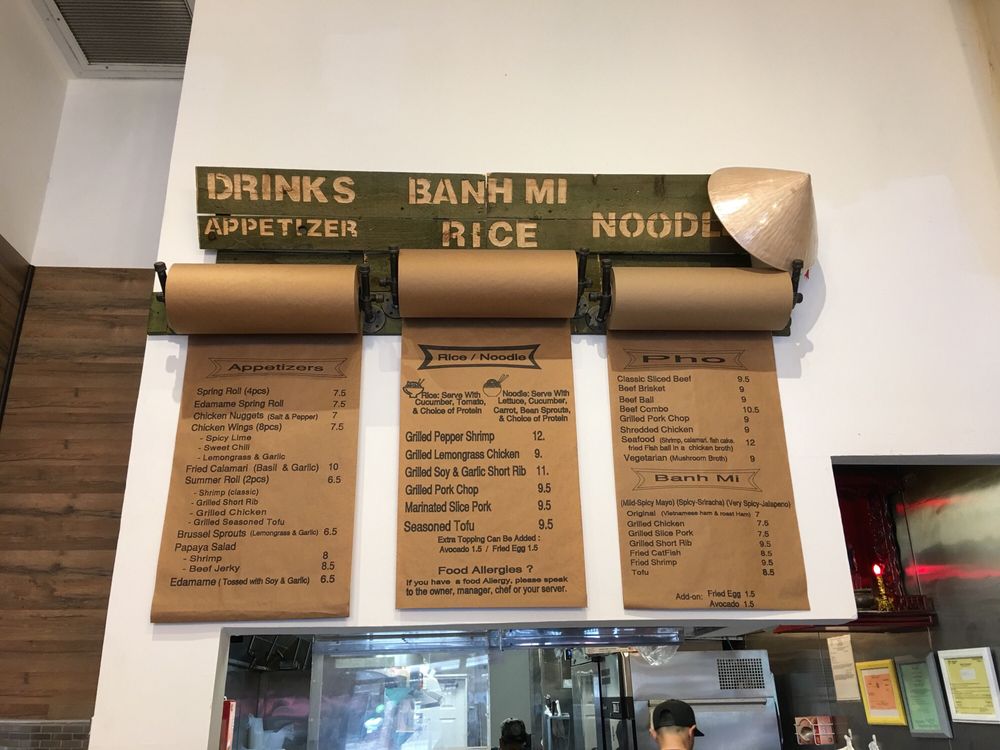 DRINKS
BANH MI
APPETIZER
RICE
NOODL
Appetizers
Spring Roll (4pcs) 7.5
Edamame Spring Roll 7.5
Chicken Nuggets (Salt & Pepper) 7
Chicken Wings (8pcs) 7.5
- Spicy Lime
- Sweet Chili
- Lemongrass & Garlic
Fried Calamari (Basil & Garlic) 10
Summer Roll (2pcs) 6.5
- Shrimp (classic)
- Grilled Short Rib
- Grilled Chicken
- Grilled Seasoned Tofu
Brussel Sprouts (Lemongrass & Garlic) 6.5
Papaya Salad
- Shrimp 8
- Beef Jerky 8.5
Edamame ( Tossed with Soy & Garlic) 6.5
Rice / Noodle
Rice: Serve With
Cucumber, Tomato,
& Choice of Protein
Noodle: Serve With
Lettuce, Cucumber,
Carrot, Bean Sprouts,
& Choice of Protein
Grilled Pepper Shrimp 12.
Grilled Lemongrass Chicken 9.
Grilled Soy & Garlic Short Rib 11.
Grilled Pork Chop 9.5
Marinated Slice Pork 9.5
Seasoned Tofu 9.5
Extra Topping Can Be Added :
Avocado 1.5 / Fried Egg 1.5
Food Allergies ?
If you have a food Allergy, please speak
to the owner, manager, chef or your server.
Pho
Classic Sliced Beef 9.5
Beef Brisket 9
Beef Ball 9
Beef Combo 10.5
Grilled Pork Chop 9
Shredded Chicken 9
Seafood (Shrimp, calamari, fish cake, 12
fried Fish ball in a chicken broth)
Vegetarian (Mushroom Broth) 9
Banh Mi
(Mild-Spicy Mayo) (Spicy-Sriracha) (Very Spicy-Jalapeno)
Original (Vietnamese ham & roast Ham) 7
Grilled Chicken 7.5
Grilled Slice Pork 7.5
Grilled Short Rib 9.5
Fried CatFish 8.5
Fried Shrimp 9.5
Tofu 8.5
Add-on: Fried Egg 1.5
Avocado 1.5